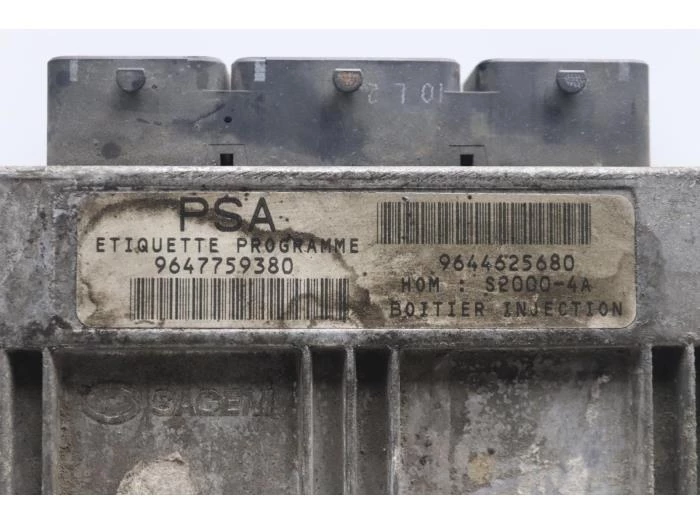 PSA
ETIQUETTE PROGRAMME
9647759380
9644625680
HOM : S2000-4A
BOITIER INJECTION
SAGEM